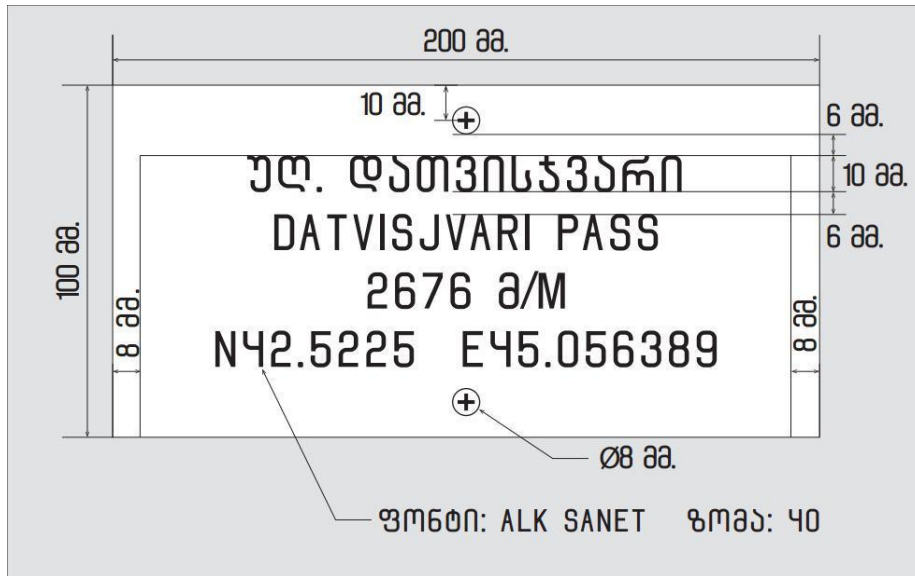 200 მმ.
10 მმ.
6 მმ.
უღ. დათვისჯვარი
10 მმ.
DATVISJVARI PASS
6 მმ.
100 მმ.
2676 მ/M
8 მმ.
8 მმ.
N42.5225 E45.056389
Ø8 მმ.
ფონტი: ALK SANET ზომა: 40